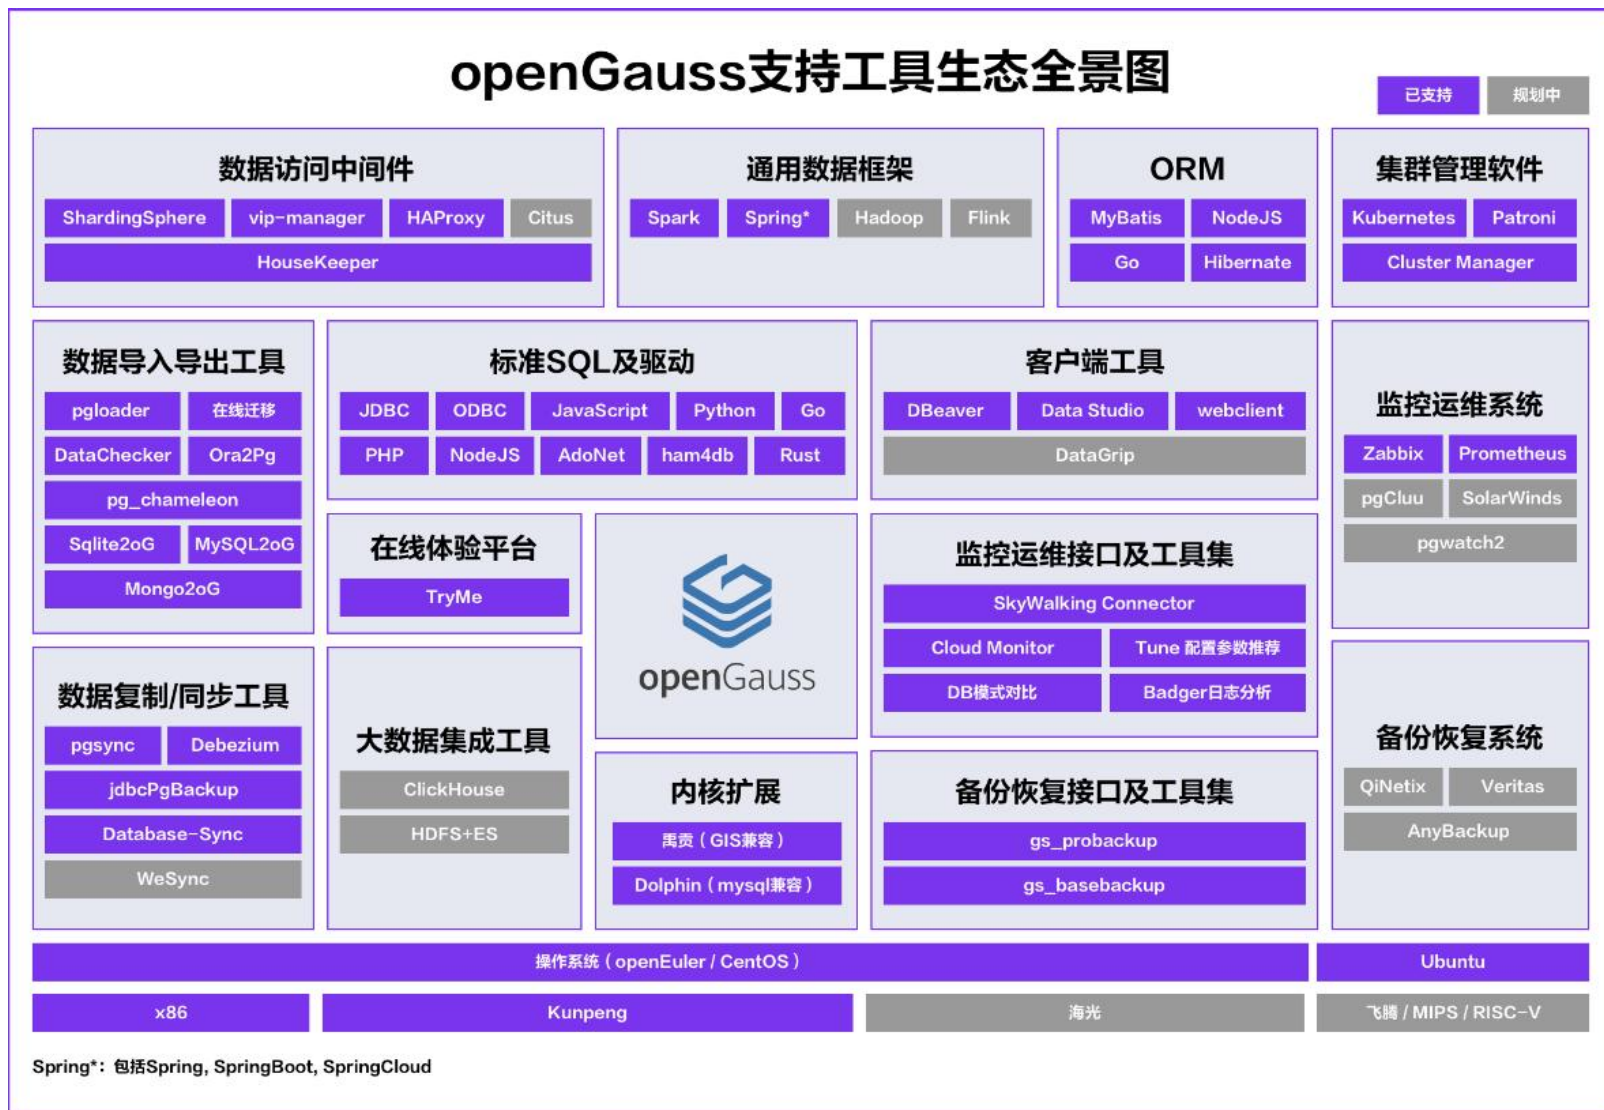 openGauss支持工具生态全景图
已支持
规划中
数据访问中间件
ShardingSphere
vip-manager
HAProxy
Citus
HouseKeeper
通用数据框架
Spark
Spring*
Hadoop
Flink
ORM
MyBatis
NodeJS
Go
Hibernate
集群管理软件
Kubernetes
Patroni
Cluster Manager
数据导入导出工具
pgloader
在线迁移
DataChecker
Ora2Pg
pg_chameleon
Sqlite2oG
MySQL2oG
Mongo2oG
标准SQL及驱动
JDBC
ODBC
JavaScript
Python
Go
PHP
NodeJS
AdoNet
ham4db
Rust
客户端工具
DBeaver
Data Studio
webclient
DataGrip
监控运维系统
Zabbix
Prometheus
pgCluu
SolarWinds
pgwatch2
在线体验平台
TryMe
openGauss
监控运维接口及工具集
SkyWalking Connector
Cloud Monitor
Tune 配置参数推荐
DB模式对比
Badger日志分析
数据复制/同步工具
pgsync
Debezium
jdbcPgBackup
Database-Sync
WeSync
大数据集成工具
ClickHouse
HDFS+ES
内核扩展
禹贡（GIS兼容）
Dolphin（mysql兼容）
备份恢复接口及工具集
gs_probackup
gs_basebackup
备份恢复系统
QiNetix
Veritas
AnyBackup
操作系统（openEuler / CentOS）
Ubuntu
x86
Kunpeng
海光
飞腾 / MIPS / RISC-V
Spring*：包括Spring, SpringBoot, SpringCloud